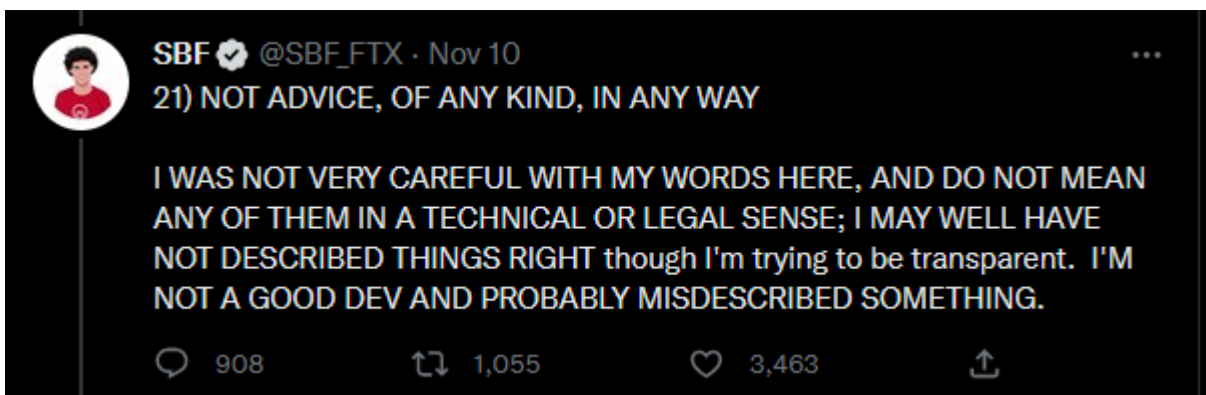 SBF @SBF_FTX · Nov 10
21) NOT ADVICE, OF ANY KIND, IN ANY WAY
I WAS NOT VERY CAREFUL WITH MY WORDS HERE, AND DO NOT MEAN
ANY OF THEM IN A TECHNICAL OR LEGAL SENSE; I MAY WELL HAVE
NOT DESCRIBED THINGS RIGHT though I'm trying to be transparent.  I'M
NOT A GOOD DEV AND PROBABLY MISDESCRIBED SOMETHING.
908 1,055 3,463